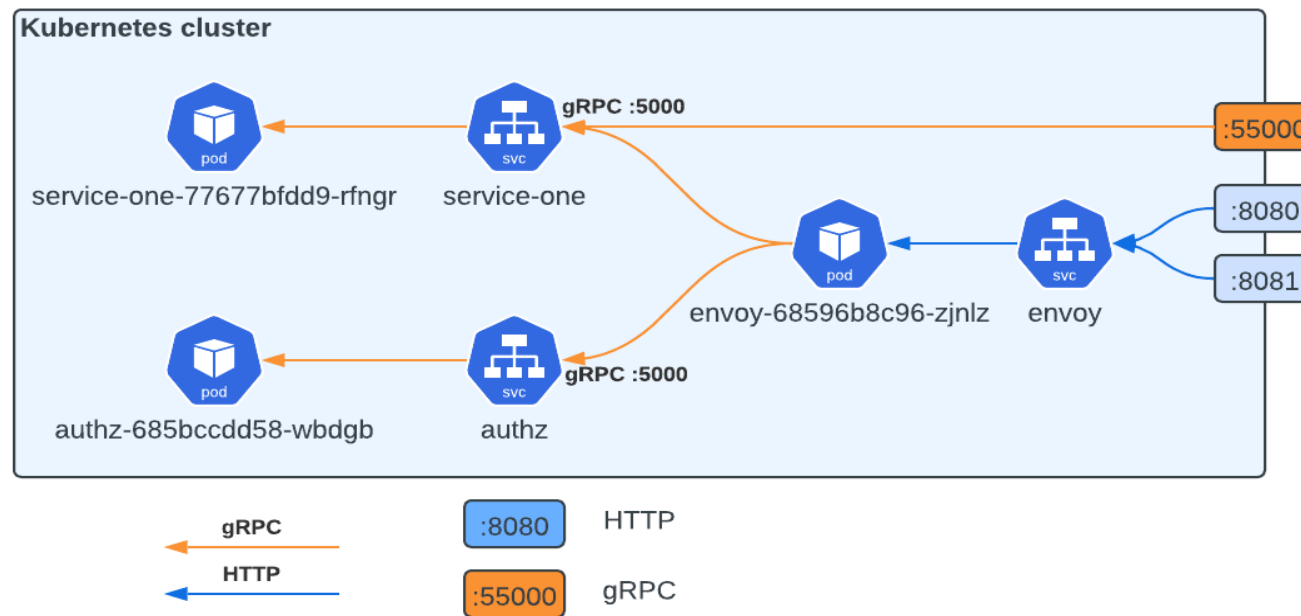 Kubernetes cluster
gRPC :5000
:55000
pod
svc
service-one-77677bfdd9-rfngr
service-one
:8080
pod
svc
:8081
envoy-68596b8c96-zjnlz
envoy
pod
svc
gRPC :5000
authz-685bccdd58-wbdgb
authz
gRPC
:8080
HTTP
HTTP
:55000
gRPC